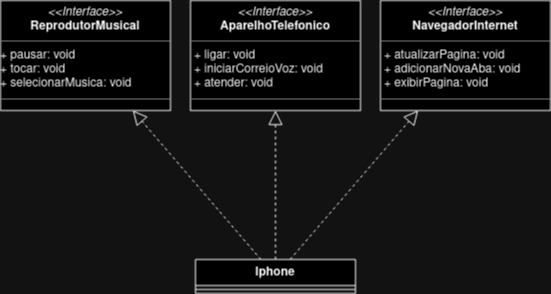 <<Interface>>
ReprodutorMusical
+ pausar: void
+ tocar: void
+ selecionarMusica: void
<<Interface>>
AparelhoTelefonico
+ ligar: void
+ iniciarCorreioVoz: void
+ atender: void
<<Interface>>
NavegadorInternet
+ atualizarPagina: void
+ adicionarNovaAba: void
+ exibirPagina: void
Iphone